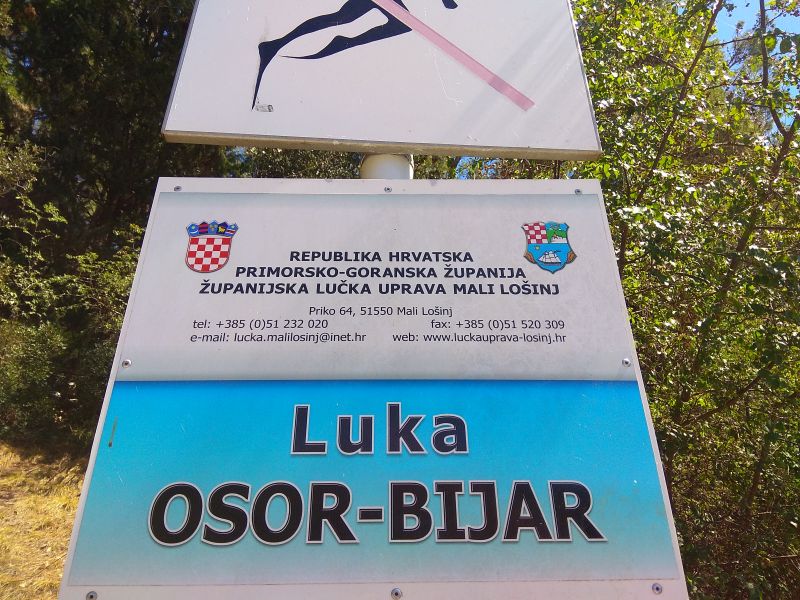 REPUBLIKA HRVATSKA
PRIMORSKO-GORANSKA ŽUPANIJA
ŽUPANIJSKA LUČKA UPRAVA MALI LOŠINJ
Priko 64, 51550 Mali Lošinj
tel: +385 (0)51 232 020 fax: +385 (0)51 520 309
e-mail: lucka.malilosinj@inet.hr web: www.luckauprava-losinj.hr
Luka
OSOR-BIJAR